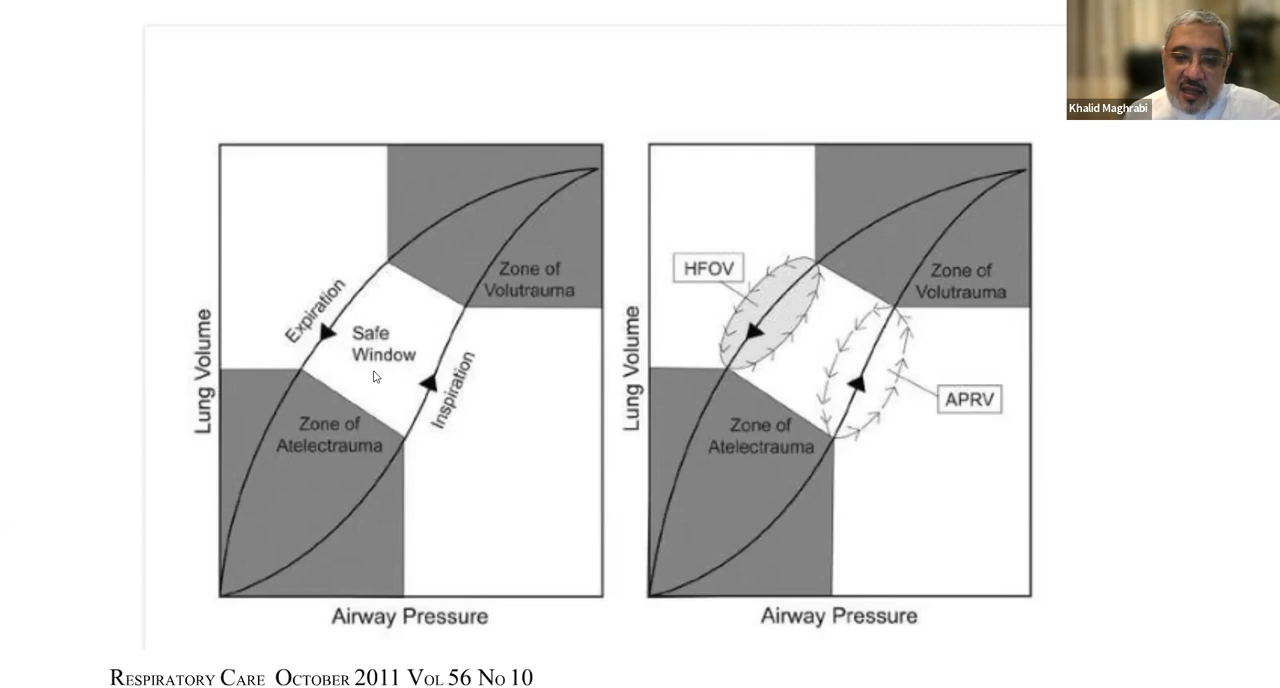 Khalid Maghrabi
Lung Volume
Expiration
Safe
Window
Inspiration
Zone of
Volutrauma
Zone of
Atelectrauma
Airway Pressure
Lung Volume
HFOV
Zone of
Volutrauma
APRV
Zone of
Atelectrauma
Airway Pressure
RESPIRATORY CARE OCTOBER 2011 VOL 56 NO 10